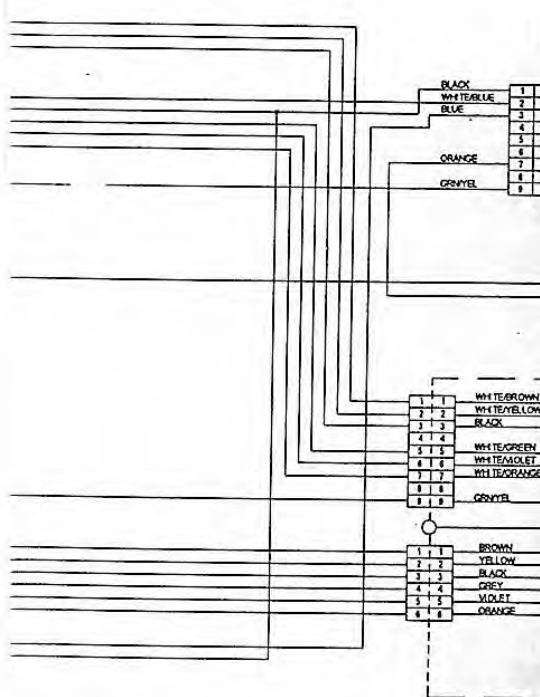 BLACK 1
WHITE/BLUE 2
BLUE 3
4
5
6
ORANGE 7
8
GRN/YEL 9
1 1 WHITE/BROWN
2 2 WHITE/YELLOW
3 3 BLACK
4 4
5 5 WHITE/GREEN
6 6 WHITE/VIOLET
7 7 WHITE/ORANGE
8 8
9 9 GRN/YEL
1 1 BROWN
2 2 YELLOW
3 3 BLACK
4 4 GREY
5 5 VIOLET
6 6 ORANGE